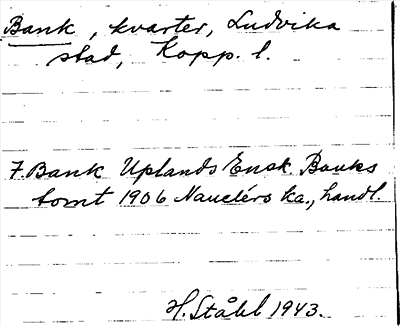 Bank, kvarter, Ludvika
stad, Kopp. l.
7. Bank Uplands Ensk. Banks
tomt 1906 Nauclérs ka., handl.
H. Ståhl 1943.